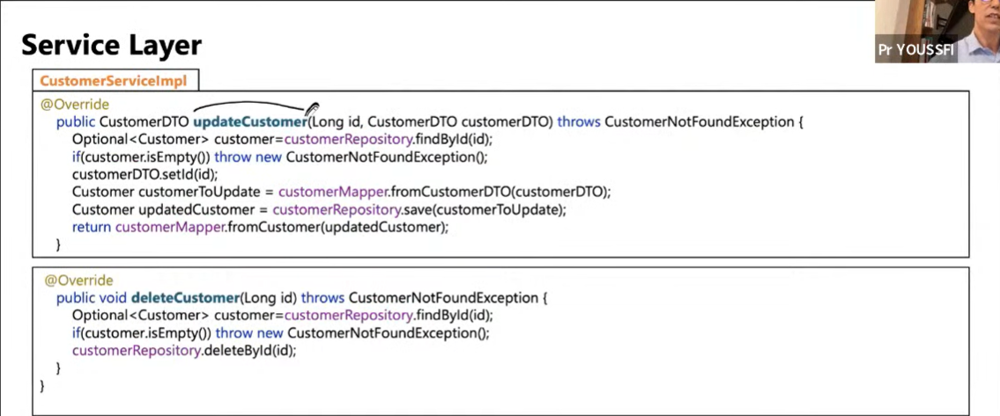 Pr YOUSSFI
Service Layer
CustomerServiceImpl
@Override
public CustomerDTO updateCustomer(Long id, CustomerDTO customerDTO) throws CustomerNotFoundException {
Optional<Customer> customer=customerRepository.findById(id);
if(customer.isEmpty()) throw new CustomerNotFoundException();
customerDTO.setId(id);
Customer customerToUpdate = customerMapper.fromCustomerDTO(customerDTO);
Customer updatedCustomer = customerRepository.save(customerToUpdate);
return customerMapper.fromCustomer(updatedCustomer);
}
@Override
public void deleteCustomer(Long id) throws CustomerNotFoundException {
Optional<Customer> customer=customerRepository.findById(id);
if(customer.isEmpty()) throw new CustomerNotFoundException();
customerRepository.deleteById(id);
}
}